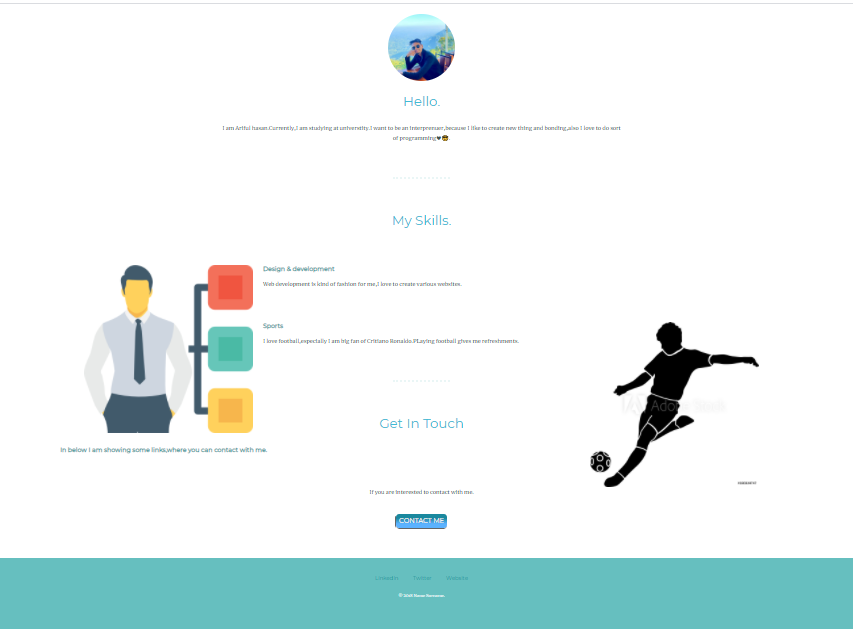 Hello.
I am Ariful hasan.Currently,I am studying at university.I want to be an interprenuer,because I like to create new thing and bonding,also I love to do sort
of programming🖤🤓.
My Skills.
Design & development
Web development is kind of fashion for me,I love to create various websites.
Sports
I love football,especially I am big fan of Critiano Ronaldo.PLaying football gives me refreshments.
Get In Touch
In below I am showing some links,where you can contact with me.
If you are interested to contact with me.
CONTACT ME
LinkedIn Twitter Website